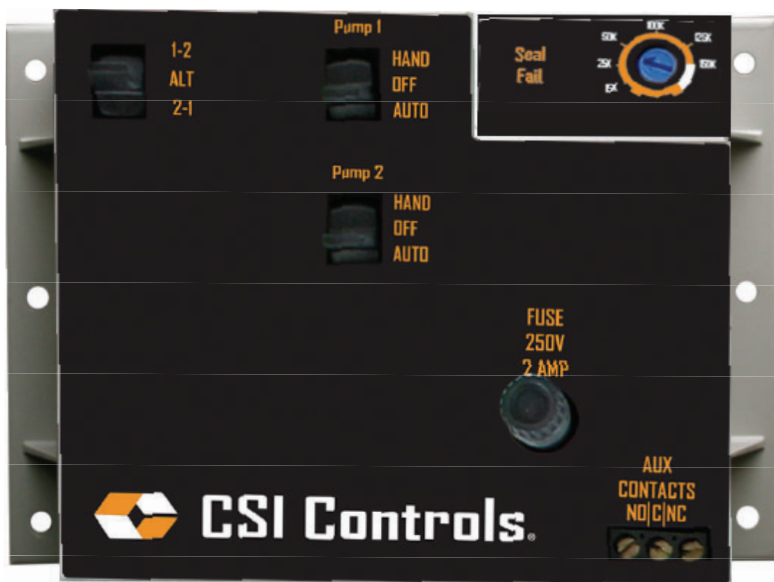 1-2
ALT
2-1
Pump 1
HAND
OFF
AUTO
Seal
Fail
15K
25K
50K
100K
125K
150K
Pump 2
HAND
OFF
AUTO
FUSE
250V
2 AMP
AUX
CONTACTS
NO|C|NC
CSI Controls®